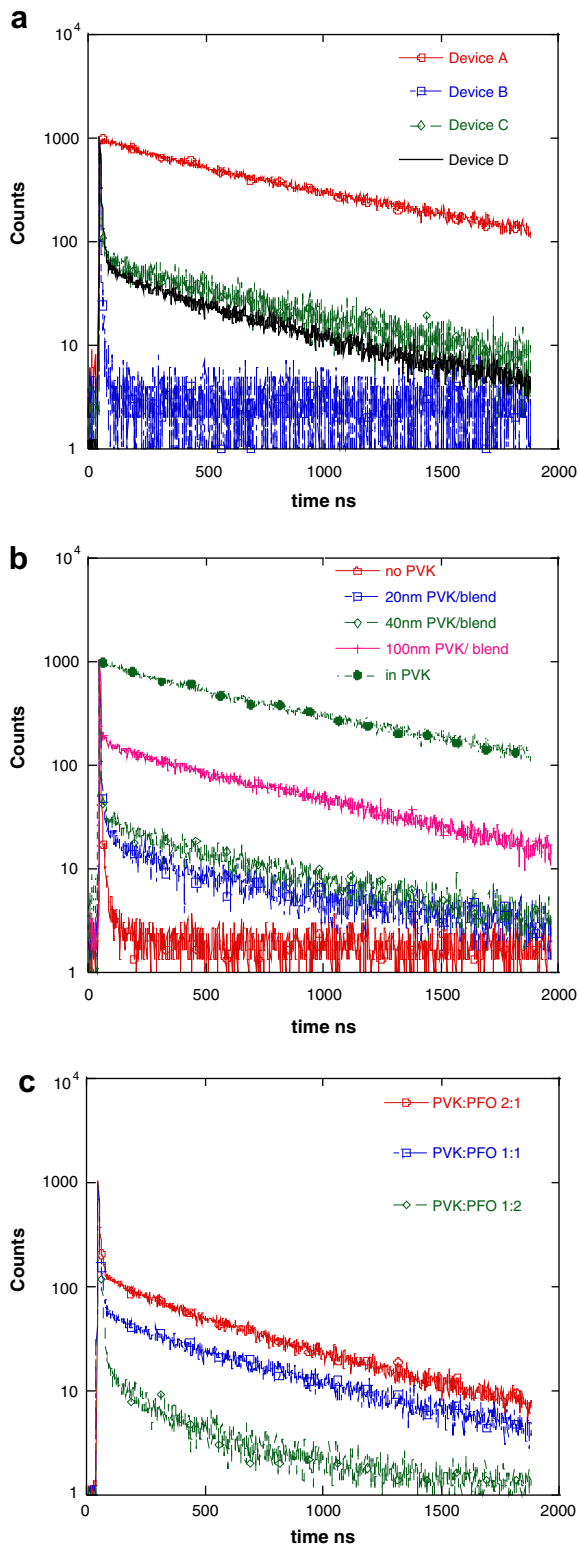 a
10^4
1000
100
10
1
Counts
0
500
1000
1500
2000
time ns
Device A
Device B
Device C
Device D
b
10^4
1000
100
10
1
Counts
0
500
1000
1500
2000
time ns
no PVK
20nm PVK/blend
40nm PVK/blend
100nm PVK/ blend
in PVK
c
10^4
1000
100
10
1
Counts
0
500
1000
1500
2000
time ns
PVK:PFO 2:1
PVK:PFO 1:1
PVK:PFO 1:2